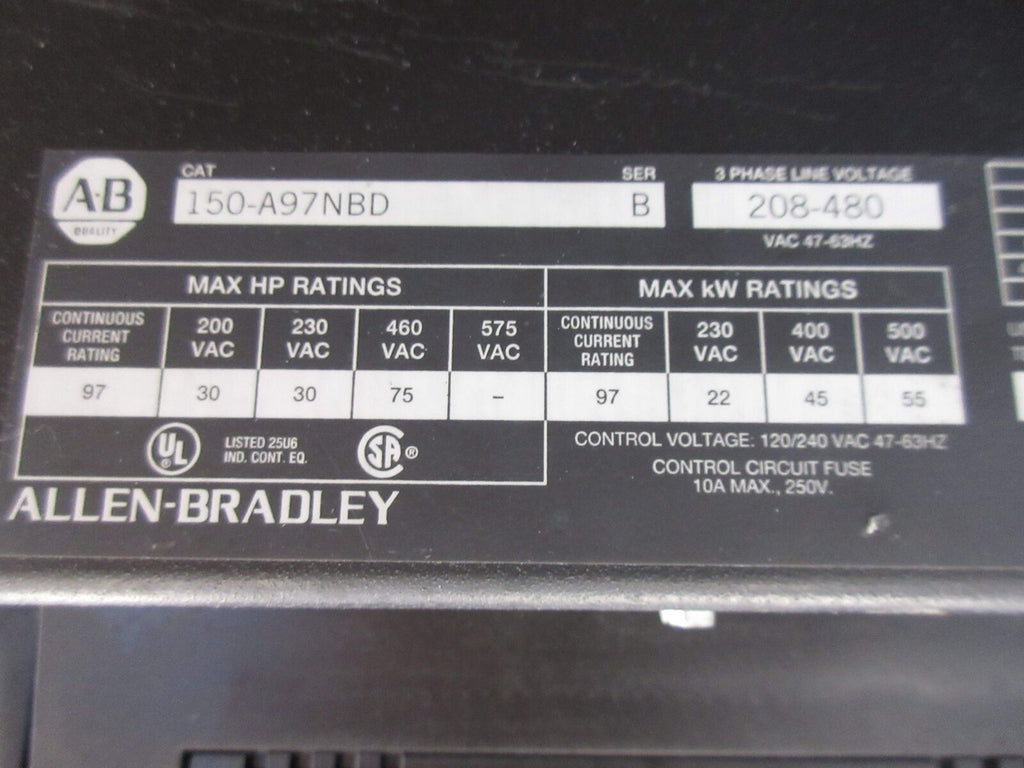 A-B
QUALITY
CAT
SER
3 PHASE LINE VOLTAGE
150-A97NBD
B
208-480
VAC 47-63HZ
MAX HP RATINGS
MAX kW RATINGS
CONTINUOUS CURRENT RATING
200 VAC
230 VAC
460 VAC
575 VAC
CONTINUOUS CURRENT RATING
230 VAC
400 VAC
500 VAC
97
30
30
75
–
97
22
45
55
UL
LISTED 25U6
IND. CONT. EQ.
SA
CONTROL VOLTAGE: 120/240 VAC 47-63HZ
CONTROL CIRCUIT FUSE
10A MAX., 250V.
ALLEN-BRADLEY